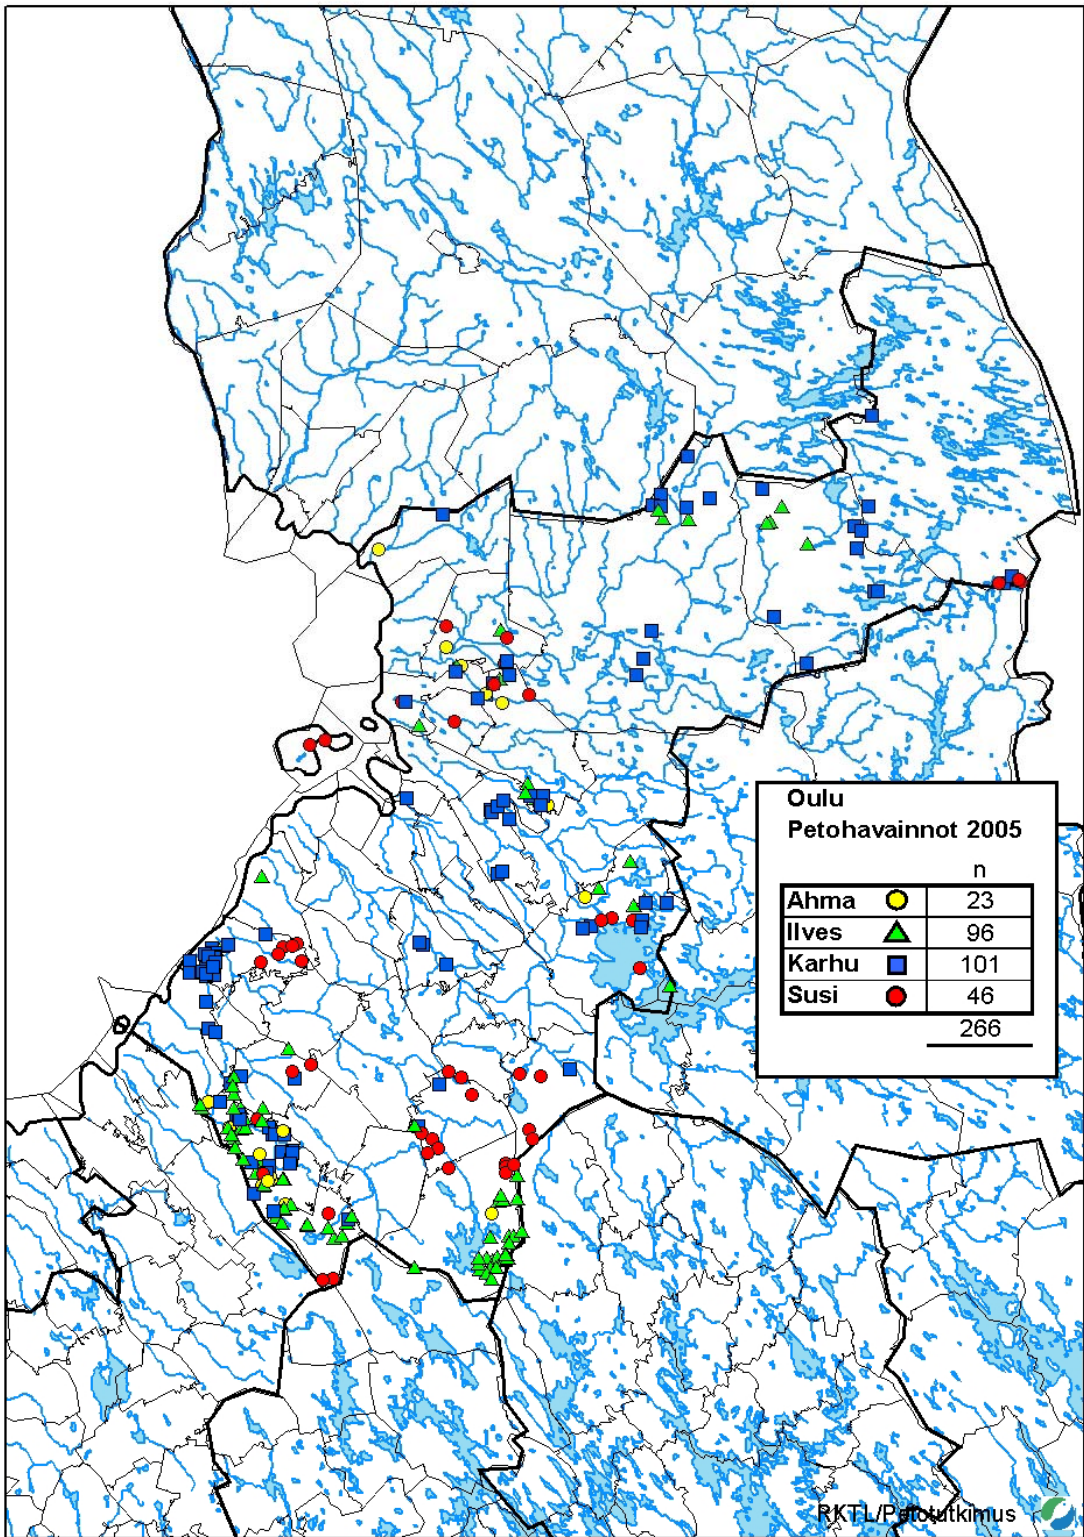 Oulu
Petohavainnot 2005
n
Ahma 23
Ilves 96
Karhu 101
Susi 46
266
RKTL/Petotutkimus